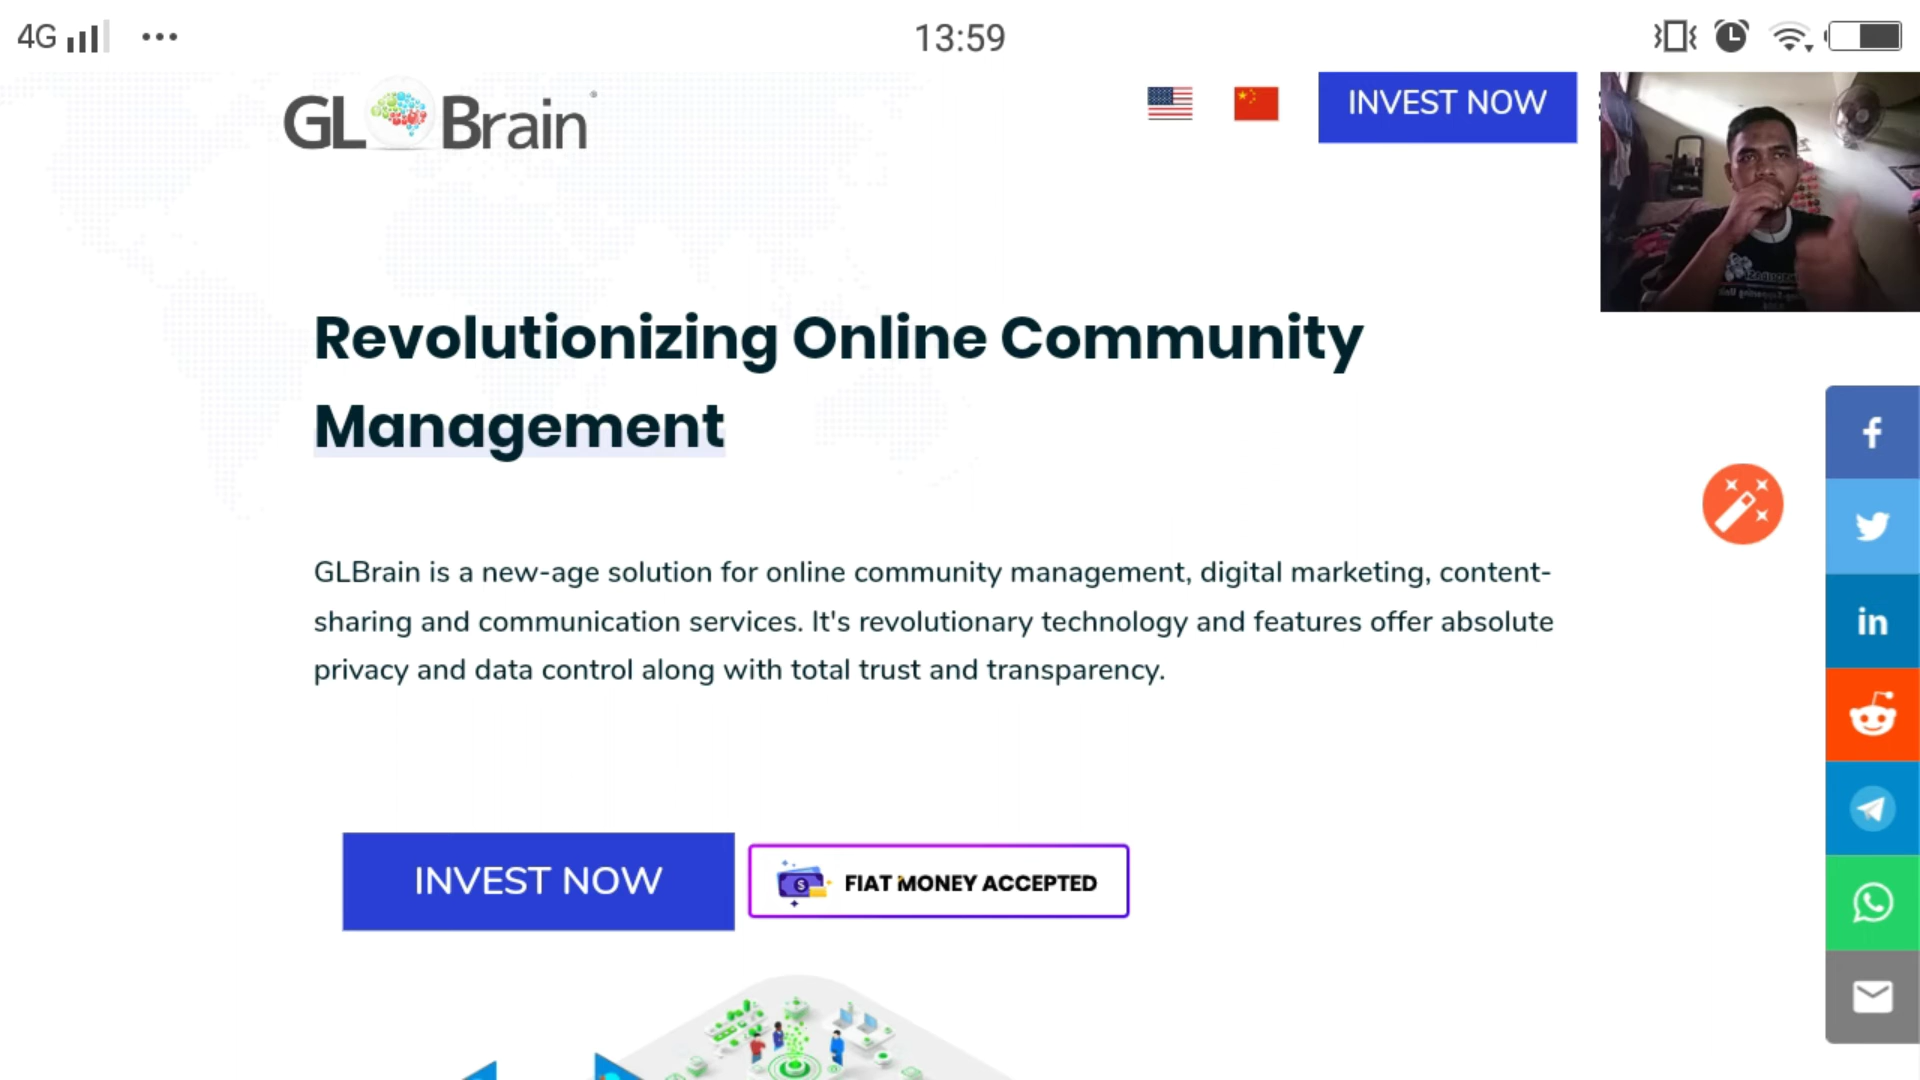 4G
13:59
GLBrain
INVEST NOW
Revolutionizing Online Community
Management
GLBrain is a new-age solution for online community management, digital marketing, content-
sharing and communication services. It's revolutionary technology and features offer absolute
privacy and data control along with total trust and transparency.
INVEST NOW
FIAT MONEY ACCEPTED